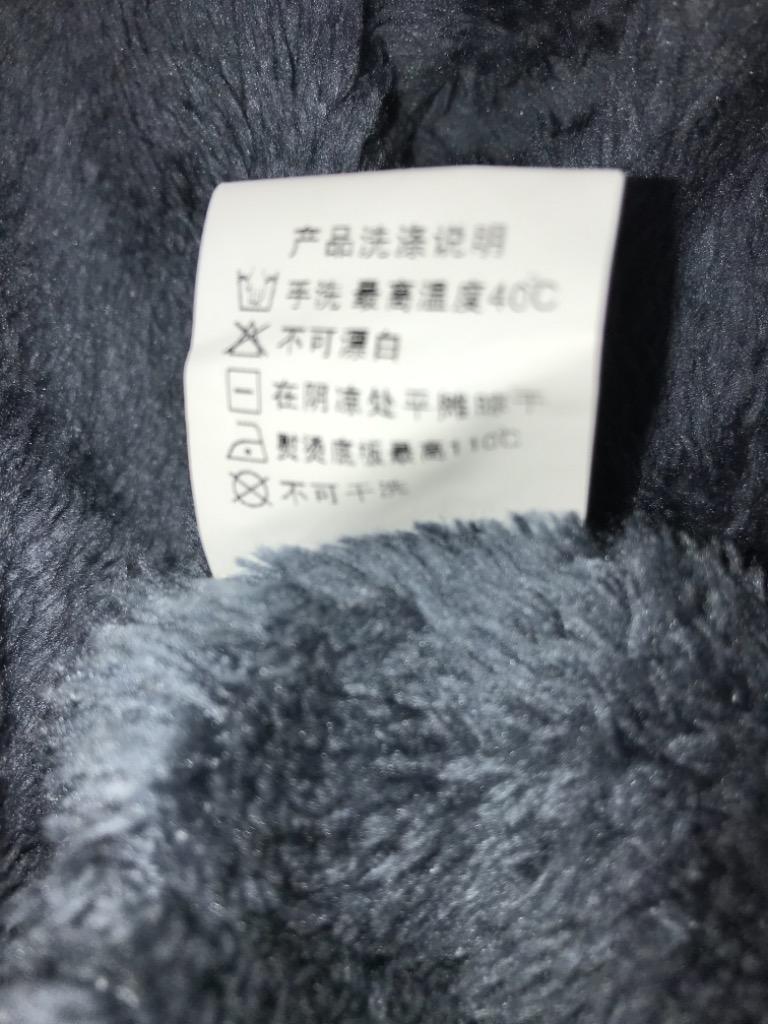 产品洗涤说明
手洗 最高温度40℃
不可漂白
在阴凉处平摊晾干
熨烫底板最高110℃
不可干洗